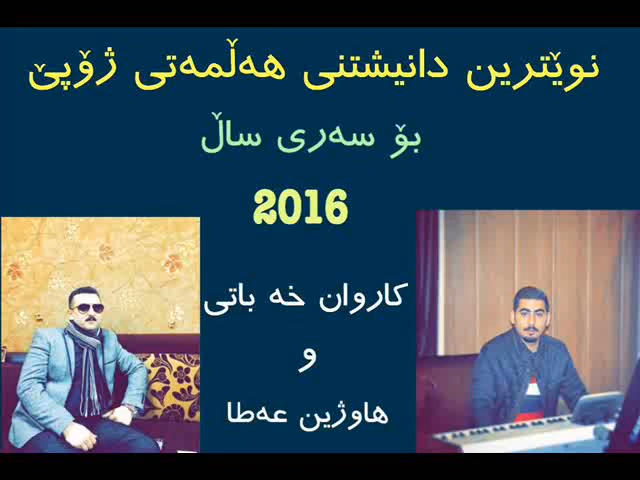 نوێترین دانیشتنی هەڵمەتی ژۆپێ
بۆ سەری ساڵ
2016
کاروان خە باتی
و
هاوژین عەطا